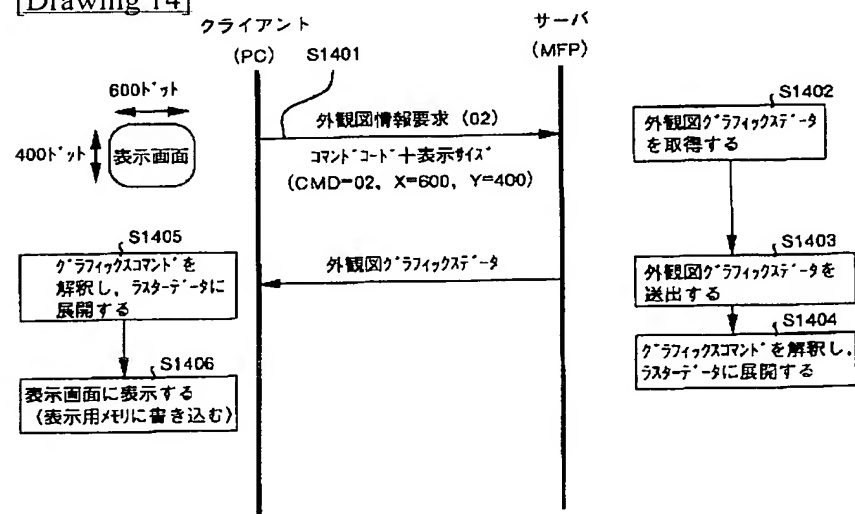 [Drawing 14]
クライアント
(PC)
サーバ
(MFP)
S1401
600ﾄﾞｯﾄ
400ﾄﾞｯﾄ
表示画面
外観図情報要求 (02)
ｺﾏﾝﾄﾞｺｰﾄﾞ＋表示ｻｲｽﾞ
(CMD=02, X=600, Y=400)
S1402
外観図ｸﾞﾗﾌｨｯｸｽﾃﾞｰﾀ
を取得する
S1403
外観図ｸﾞﾗﾌｨｯｸｽﾃﾞｰﾀを
送出する
外観図ｸﾞﾗﾌｨｯｸｽﾃﾞｰﾀ
S1404
ｸﾞﾗﾌｨｯｸｽｺﾏﾝﾄﾞを解釈し,
ﾗｽﾀｰﾃﾞｰﾀに展開する
S1405
ｸﾞﾗﾌｨｯｸｽｺﾏﾝﾄﾞを
解釈し, ﾗｽﾀｰﾃﾞｰﾀに
展開する
S1406
表示画面に表示する
(表示用ﾒﾓﾘに書き込む)